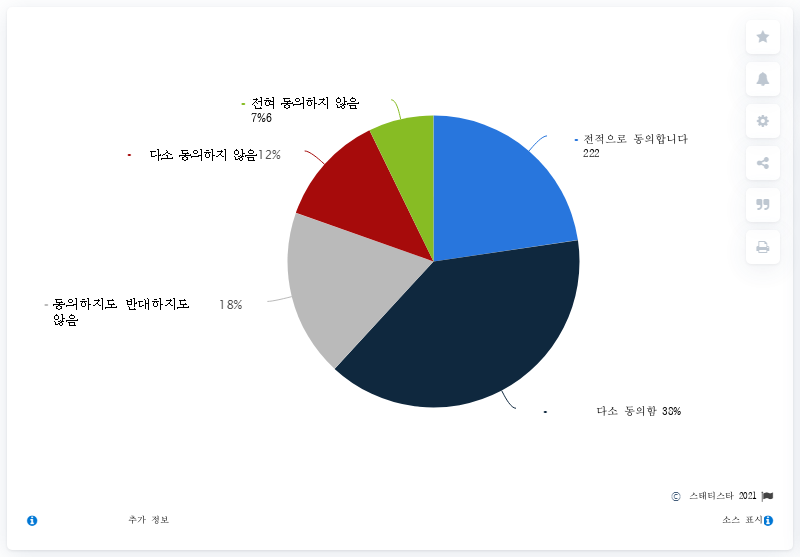 - 전혀 동의하지 않음
7%6
- 전적으로 동의합니다
222
- 다소 동의하지 않음12%
- 동의하지도 반대하지도 18%
않음
- 다소 동의함 38%
© 스태티스타 2021
추가 정보
소스 표시